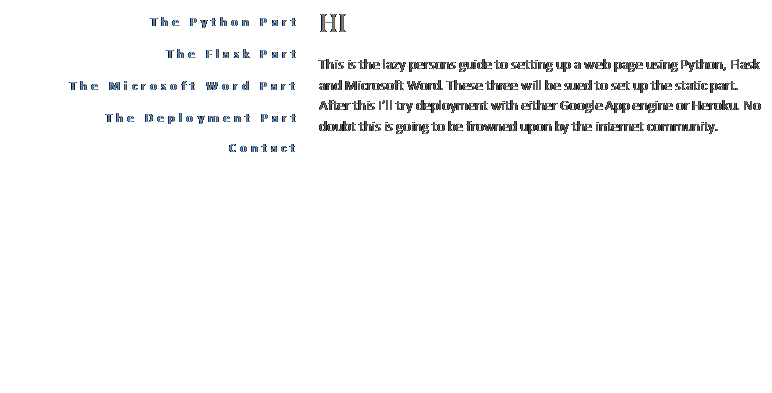 The Python Part
The Flask Part
The Microsoft Word Part
The Deployment Part
Contact
HI
This is the lazy persons guide to setting up a web page using Python, Flask
and Microsoft Word. These three will be sued to set up the static part.
After this I'll try deployment with either Google App engine or Heroku. No
doubt this is going to be frowned upon by the internet community.